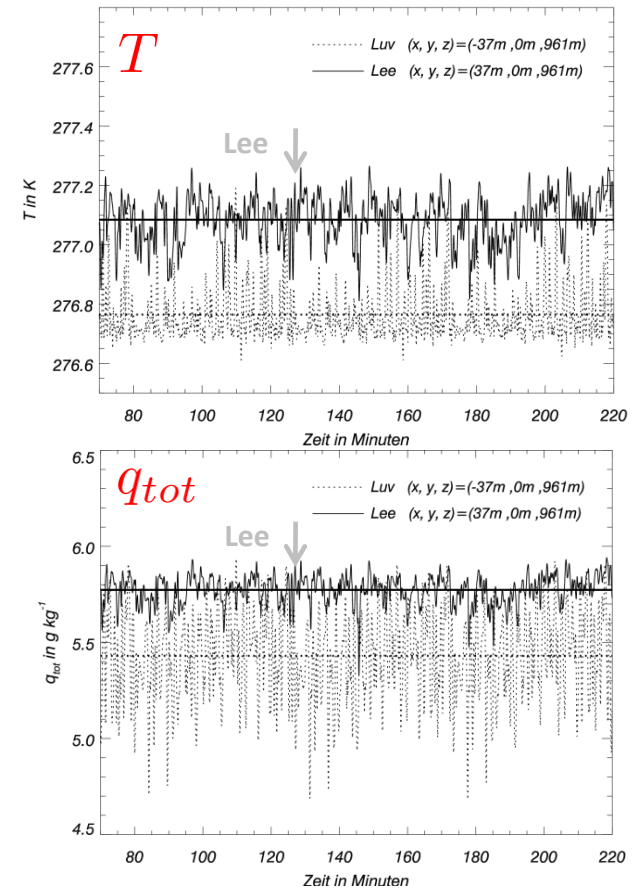 T
Luv (x, y, z)=(-37m ,0m ,961m)
Lee (x, y, z)=(37m ,0m ,961m)
Lee
T in K
277.6
277.4
277.2
277.0
276.8
276.6
80 100 120 140 160 180 200 220
Zeit in Minuten
q_tot
Luv (x, y, z)=(-37m ,0m ,961m)
Lee (x, y, z)=(37m ,0m ,961m)
Lee
q_tot in g kg⁻¹
6.5
6.0
5.5
5.0
4.5
80 100 120 140 160 180 200 220
Zeit in Minuten